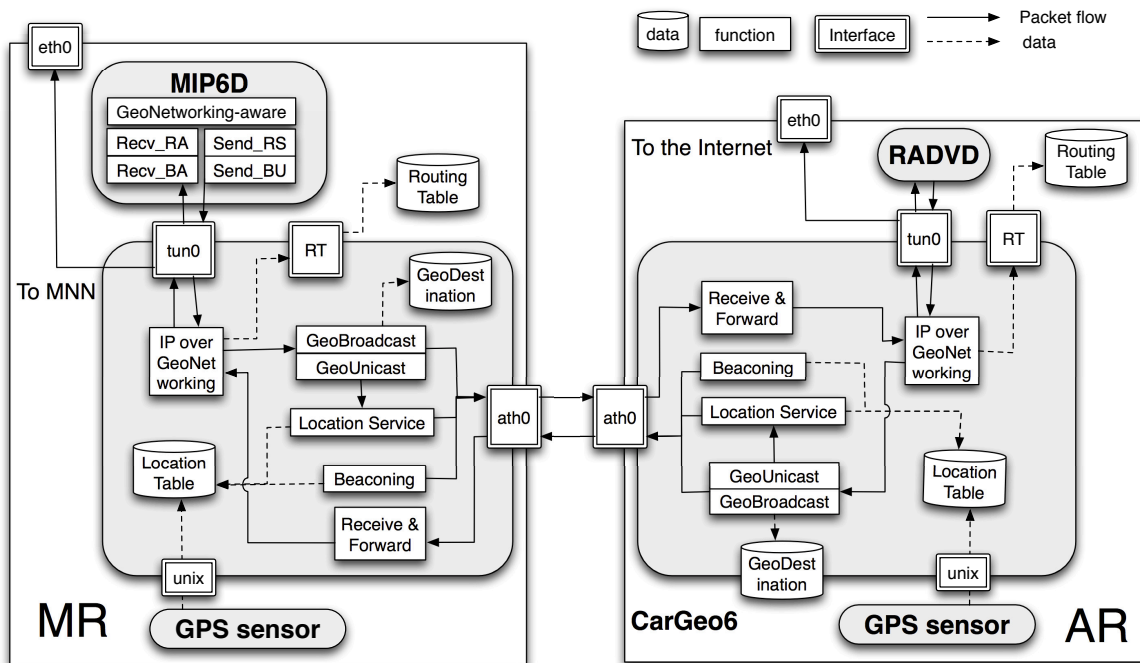 data
function
Interface
Packet flow
data
eth0
MIP6D
GeoNetworking-aware
Recv_RA
Send_RS
Recv_BA
Send_BU
Routing
Table
tun0
RT
To MNN
GeoDest
ination
IP over
GeoNet
working
GeoBroadcast
GeoUnicast
Location Service
ath0
Location
Table
Beaconing
Receive &
Forward
unix
GPS sensor
MR
eth0
To the Internet
RADVD
Routing
Table
tun0
RT
Receive &
Forward
IP over
GeoNet
working
Beaconing
ath0
Location Service
GeoUnicast
GeoBroadcast
Location
Table
GeoDest
ination
unix
CarGeo6
GPS sensor
AR